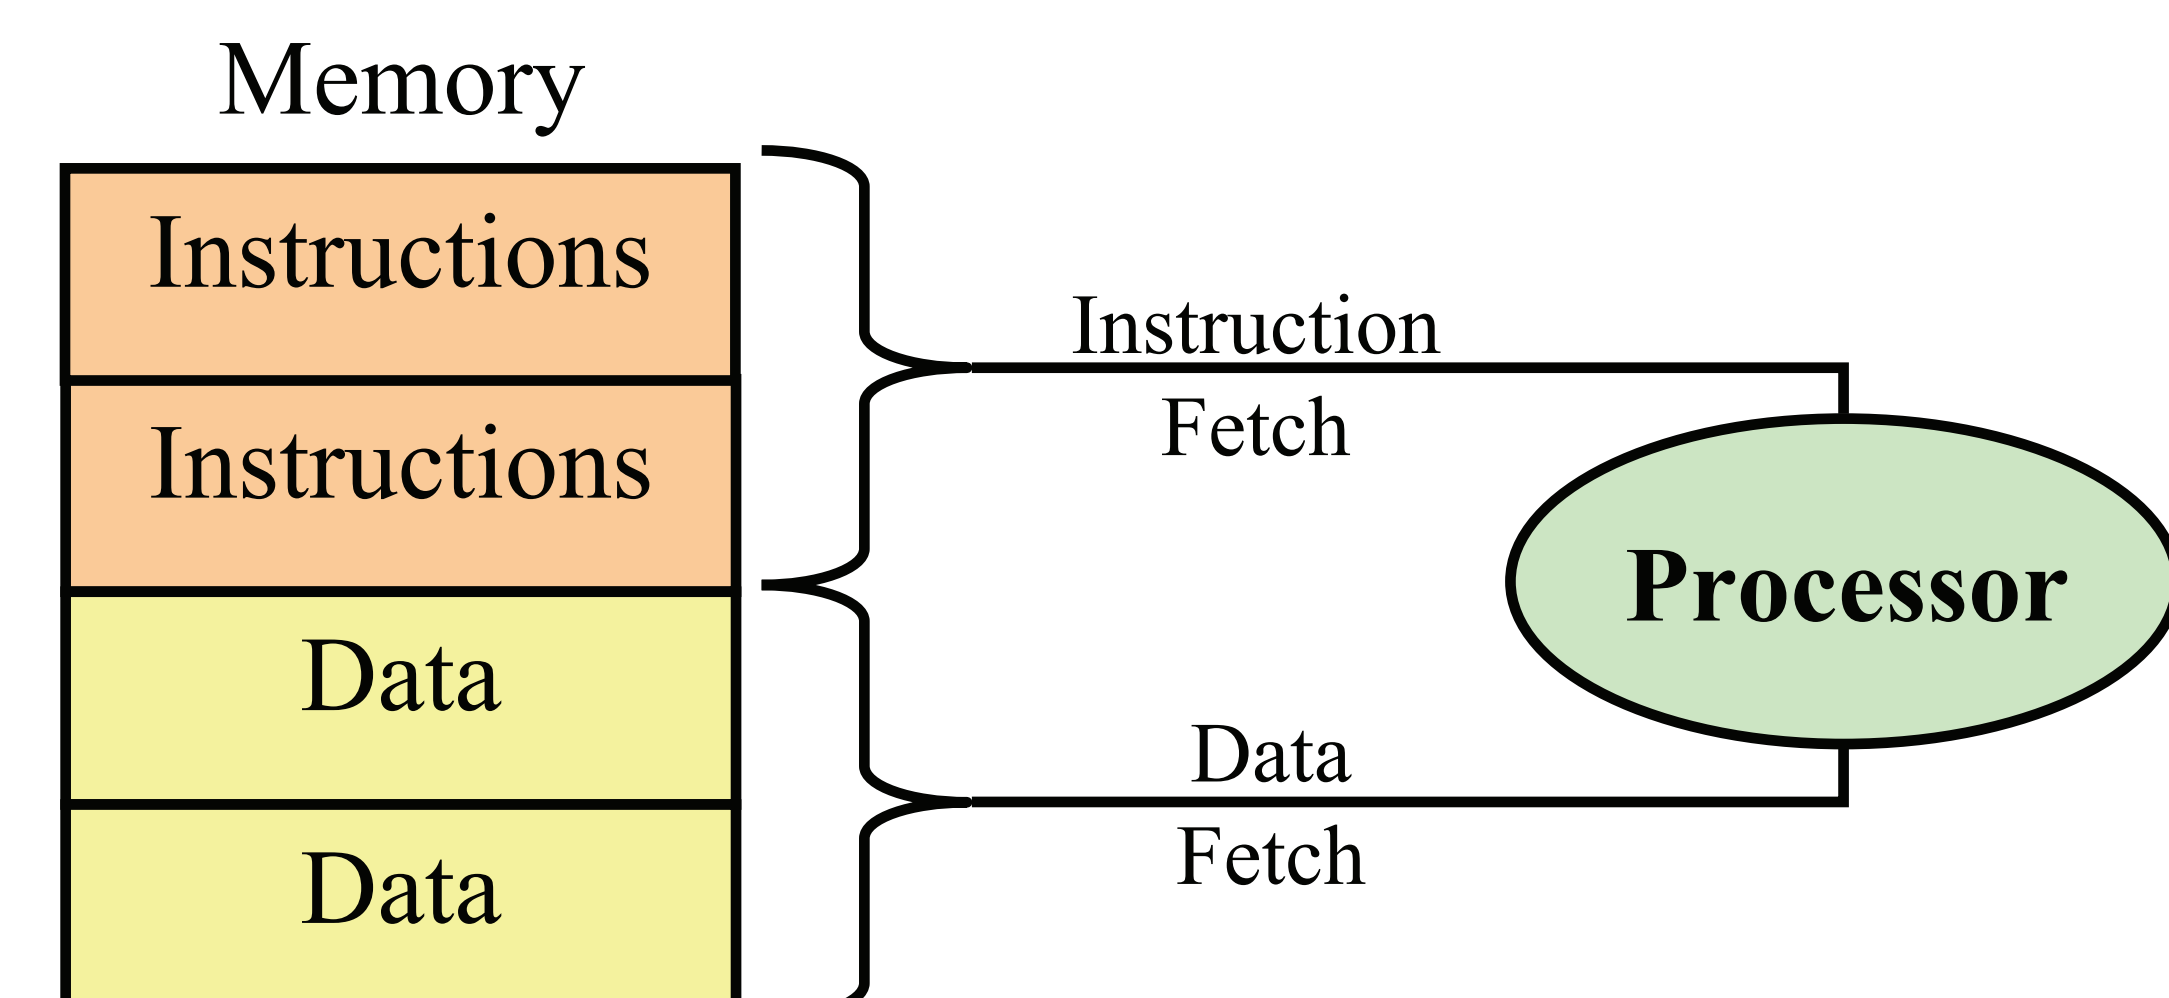 Memory
Instructions
Instructions
Data
Data
Instruction
Fetch
Data
Fetch
Processor